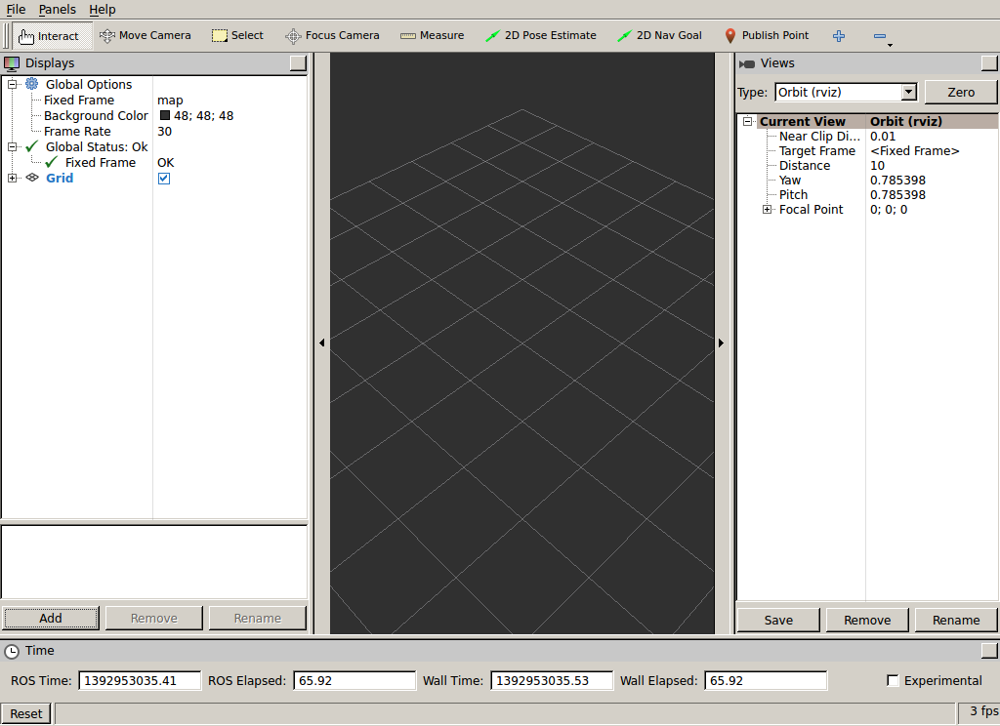 File Panels Help
Interact Move Camera Select Focus Camera Measure 2D Pose Estimate 2D Nav Goal Publish Point
Displays
Global Options
Fixed Frame map
Background Color 48; 48; 48
Frame Rate 30
Global Status: Ok
Fixed Frame OK
Grid
Add Remove Rename
Views
Type: Orbit (rviz) Zero
Current View Orbit (rviz)
Near Clip Di... 0.01
Target Frame <Fixed Frame>
Distance 10
Yaw 0.785398
Pitch 0.785398
Focal Point 0; 0; 0
Save Remove Rename
Time
ROS Time: 1392953035.41 ROS Elapsed: 65.92 Wall Time: 1392953035.53 Wall Elapsed: 65.92 Experimental
Reset 3 fps